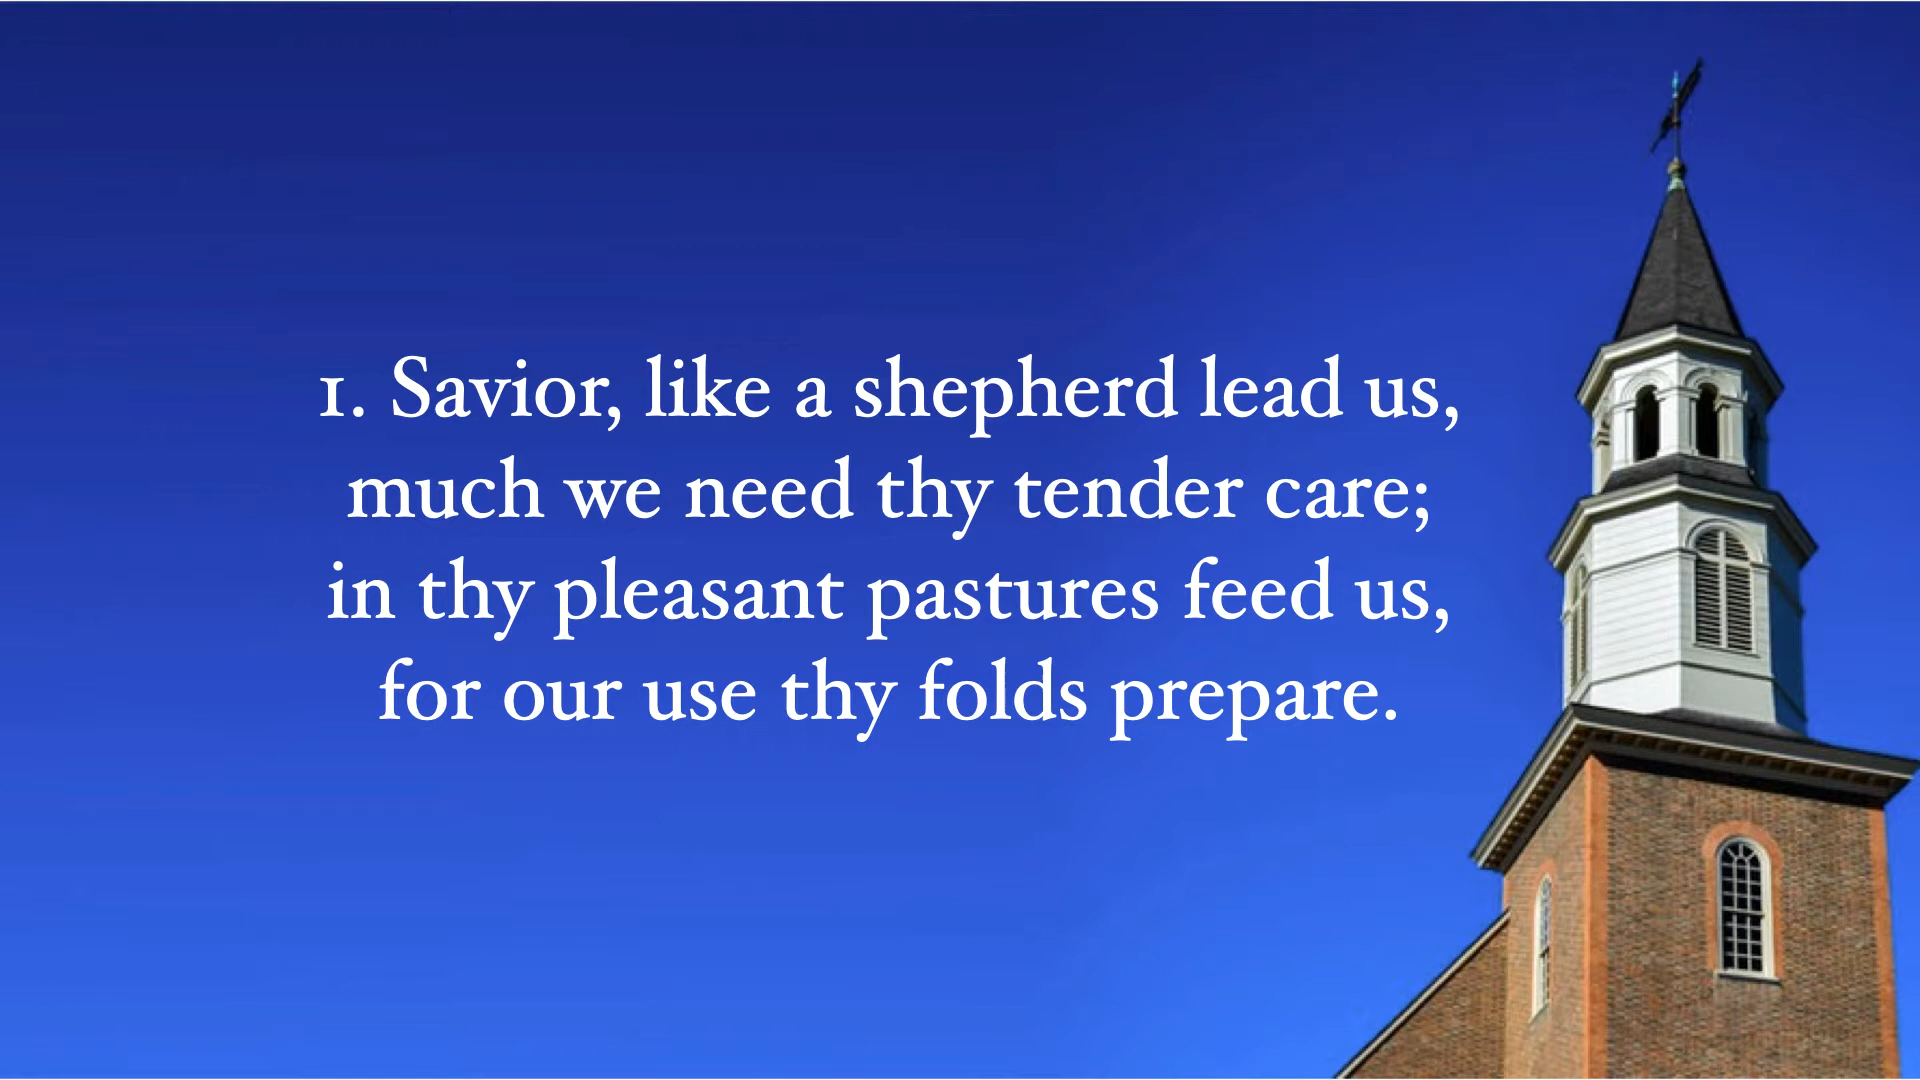 1. Savior, like a shepherd lead us,
much we need thy tender care;
in thy pleasant pastures feed us,
for our use thy folds prepare.